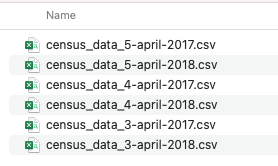 Name
census_data_5-april-2017.csv
census_data_5-april-2018.csv
census_data_4-april-2017.csv
census_data_4-april-2018.csv
census_data_3-april-2017.csv
census_data_3-april-2018.csv